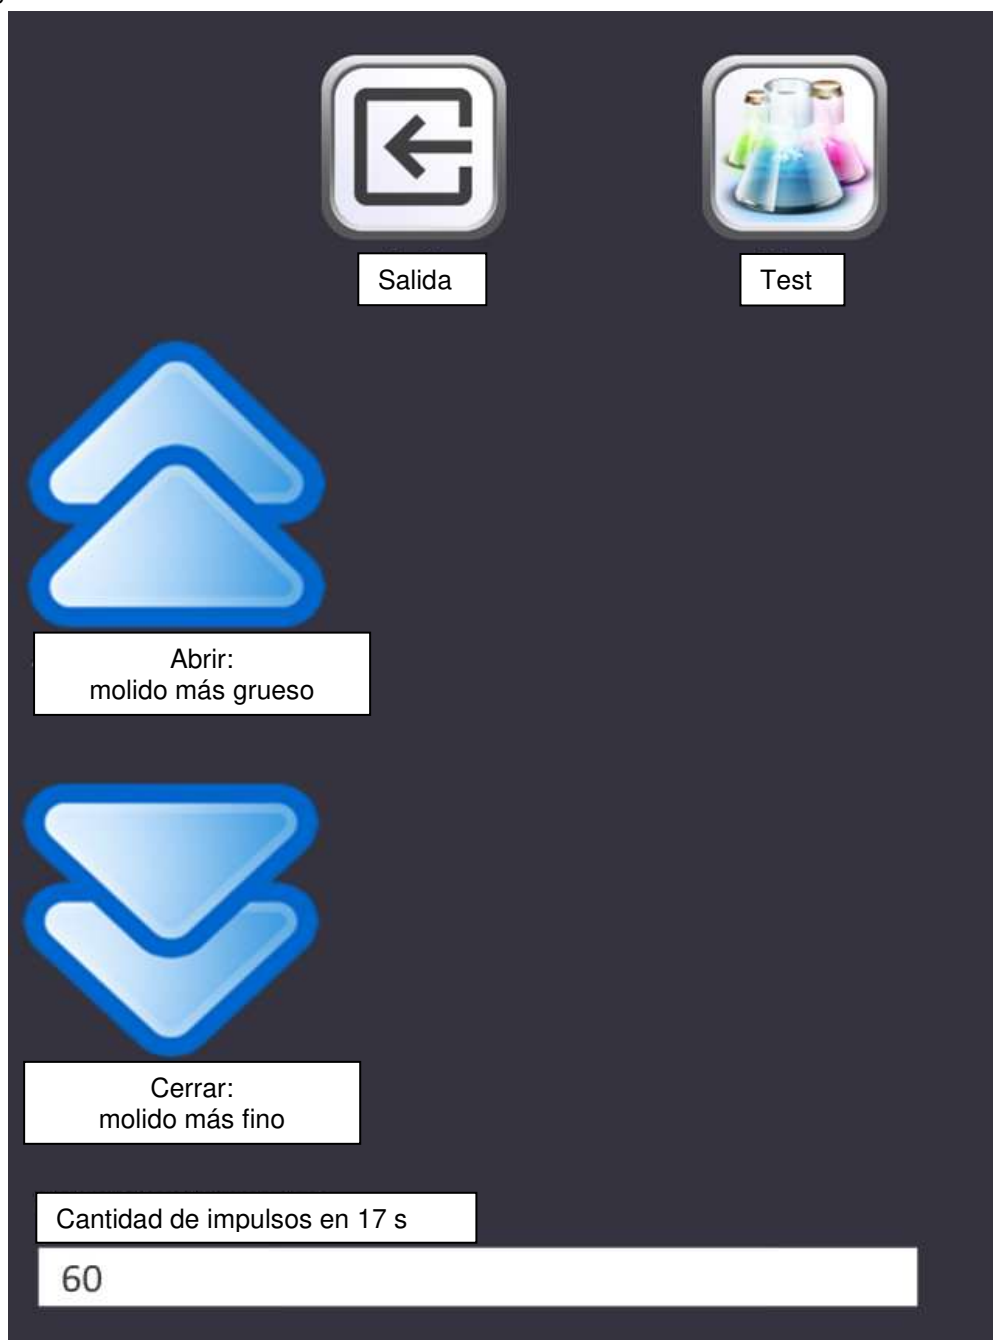 Salida
Test
Abrir:
molido más grueso
Cerrar:
molido más fino
Cantidad de impulsos en 17 s
60